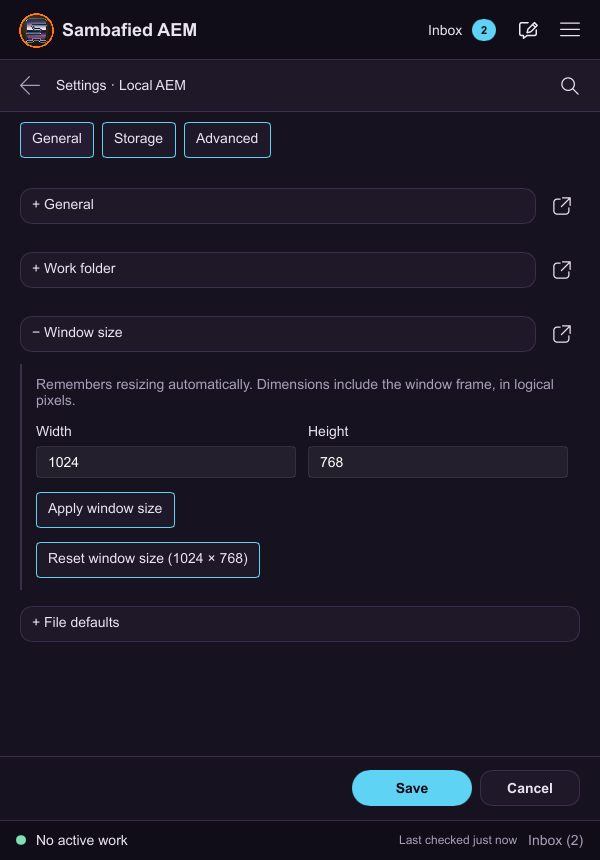 Sambafied AEM
Inbox 2
Settings · Local AEM
General Storage Advanced
+ General
+ Work folder
− Window size
Remembers resizing automatically. Dimensions include the window frame, in logical
pixels.
Width Height
1024 768
Apply window size
Reset window size (1024 × 768)
+ File defaults
Save Cancel
No active work Last checked just now Inbox (2)